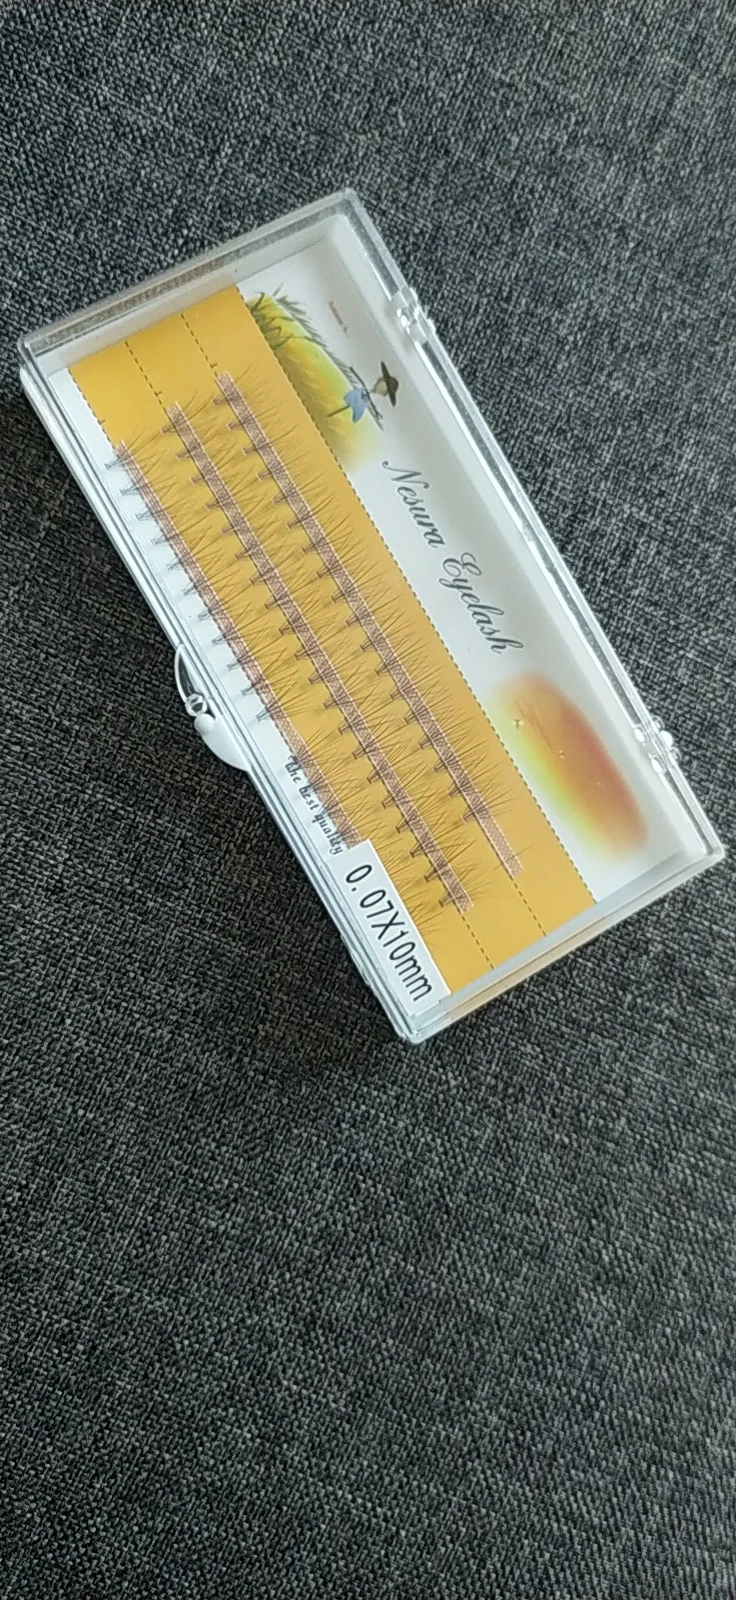 Nesura Eyelash
The best quality
0.07X10mm